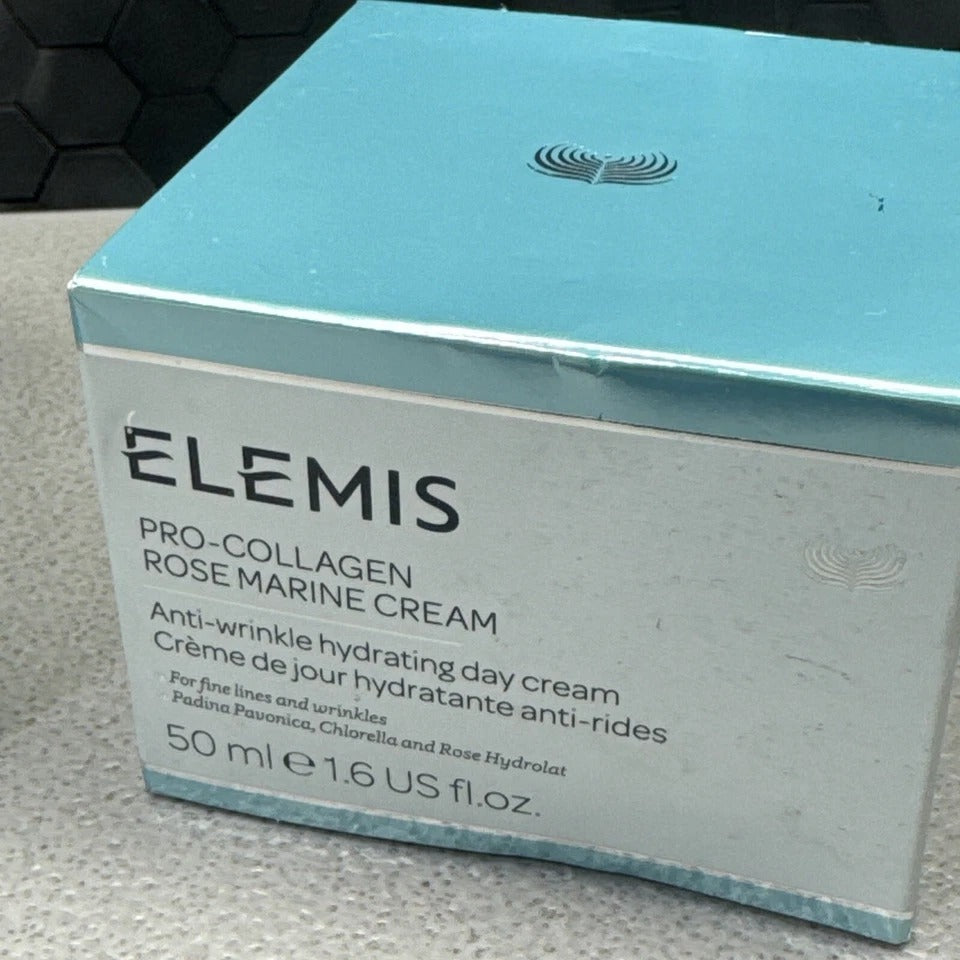 ELEMIS
PRO-COLLAGEN
ROSE MARINE CREAM
Anti-wrinkle hydrating day cream
Crème de jour hydratante anti-rides
For fine lines and wrinkles
Padina Pavonica, Chlorella and Rose Hydrolat
50 ml ℮ 1.6 US fl.oz.